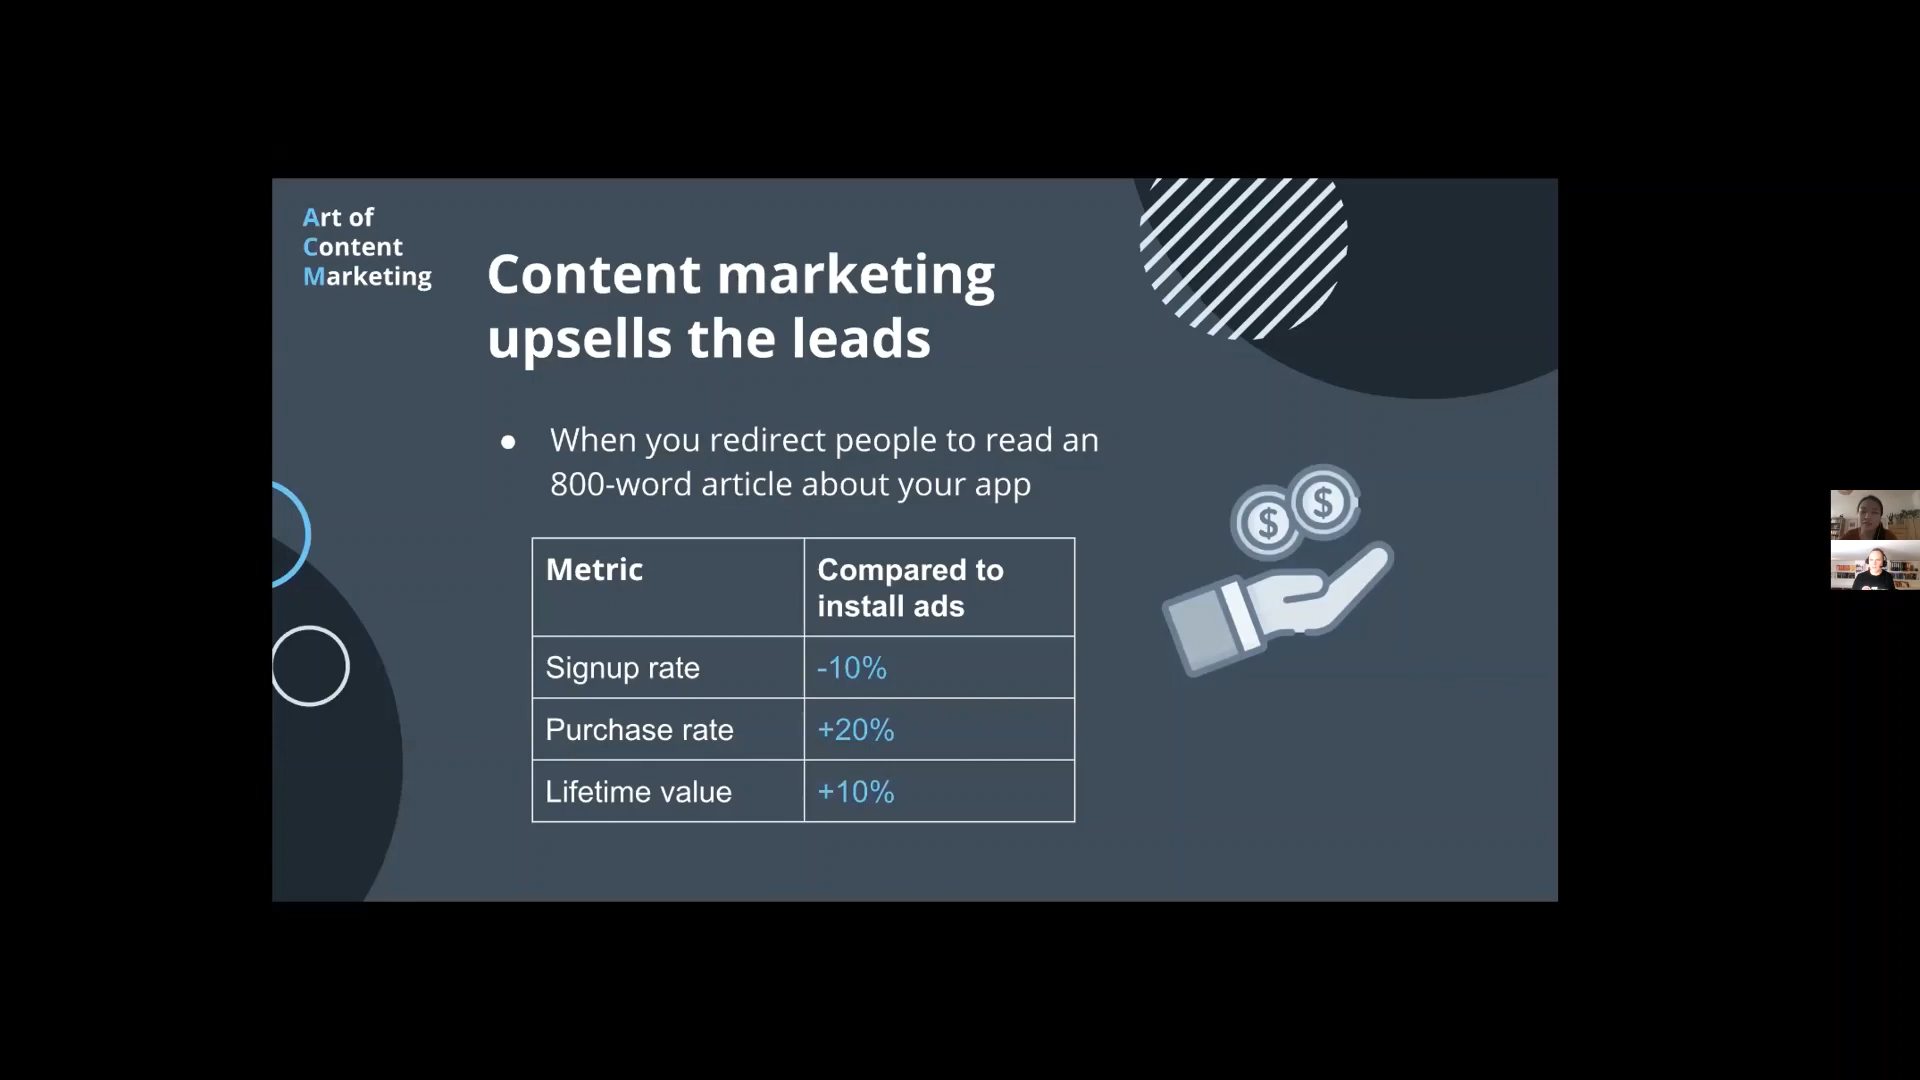 Art of
Content
Marketing
Content marketing
upsells the leads
● When you redirect people to read an
800-word article about your app
Metric
Compared to
install ads
Signup rate
-10%
Purchase rate
+20%
Lifetime value
+10%
$
$